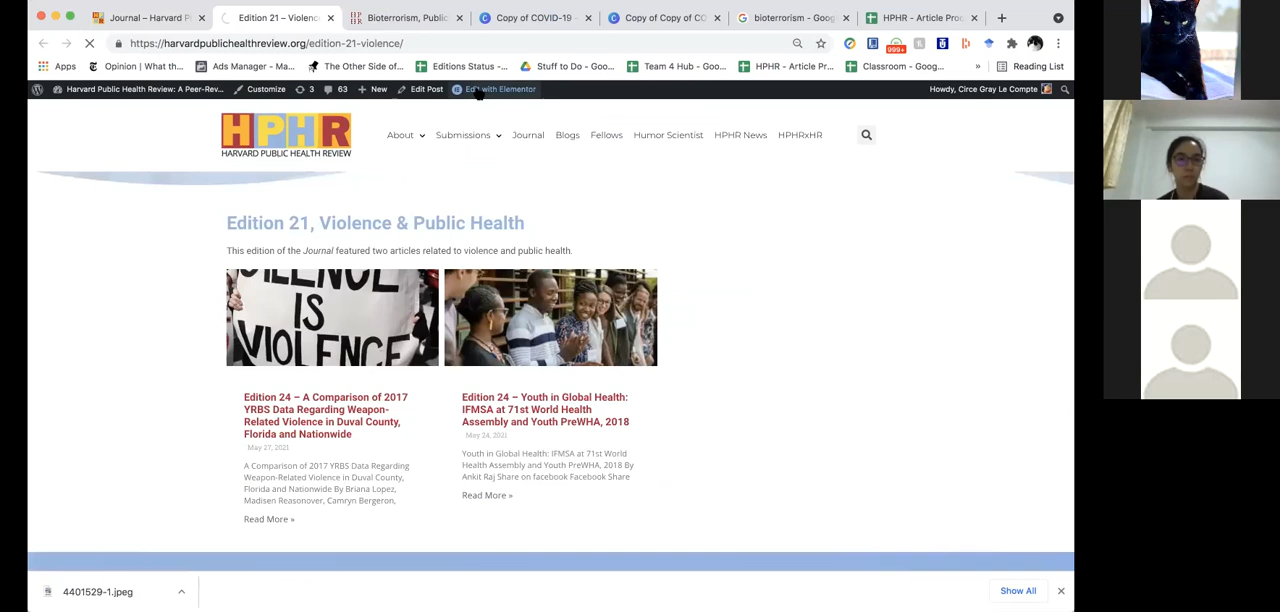 Journal – Harvard P
Edition 21 – Violenc
Bioterrorism, Public
Copy of COVID-19 -
Copy of Copy of CO
bioterrorism - Goog
HPHR - Article Proc
https://harvardpublichealthreview.org/edition-21-violence/
999+
Apps
Opinion | What th...
Ads Manager - Ma...
The Other Side of...
Editions Status -...
Stuff to Do - Goo...
Team 4 Hub - Goo...
HPHR - Article Pr...
Classroom - Goog...
»
Reading List
Harvard Public Health Review: A Peer-Rev...
Customize
3
63
New
Edit Post
Edit with Elementor
Howdy, Circe Gray Le Compte
HPHR
HARVARD PUBLIC HEALTH REVIEW
About
Submissions
Journal
Blogs
Fellows
Humor Scientist
HPHR News
HPHRxHR
Edition 21, Violence & Public Health
This edition of the Journal featured two articles related to violence and public health.
IS
VIOLENCE
Edition 24 – A Comparison of 2017
YRBS Data Regarding Weapon-
Related Violence in Duval County,
Florida and Nationwide
May 27, 2021
A Comparison of 2017 YRBS Data Regarding
Weapon-Related Violence in Duval County,
Florida and Nationwide By Briana Lopez,
Madisen Reasonover, Camryn Bergeron,
Read More »
Edition 24 – Youth in Global Health:
IFMSA at 71st World Health
Assembly and Youth PreWHA, 2018
May 24, 2021
Youth in Global Health: IFMSA at 71st World
Health Assembly and Youth PreWHA, 2018 By
Ankit Raj Share on facebook Facebook Share
Read More »
4401529-1.jpeg
Show All